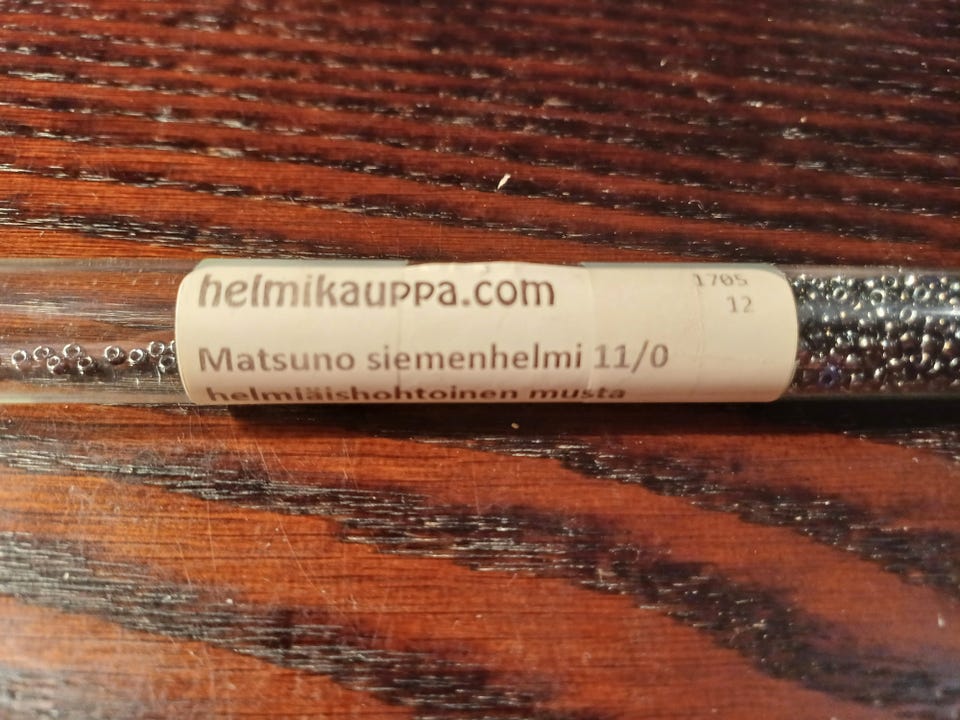 helmikauppa.com
1705
12
Matsuno siemenhelmi 11/0
helmiäishohtoinen musta